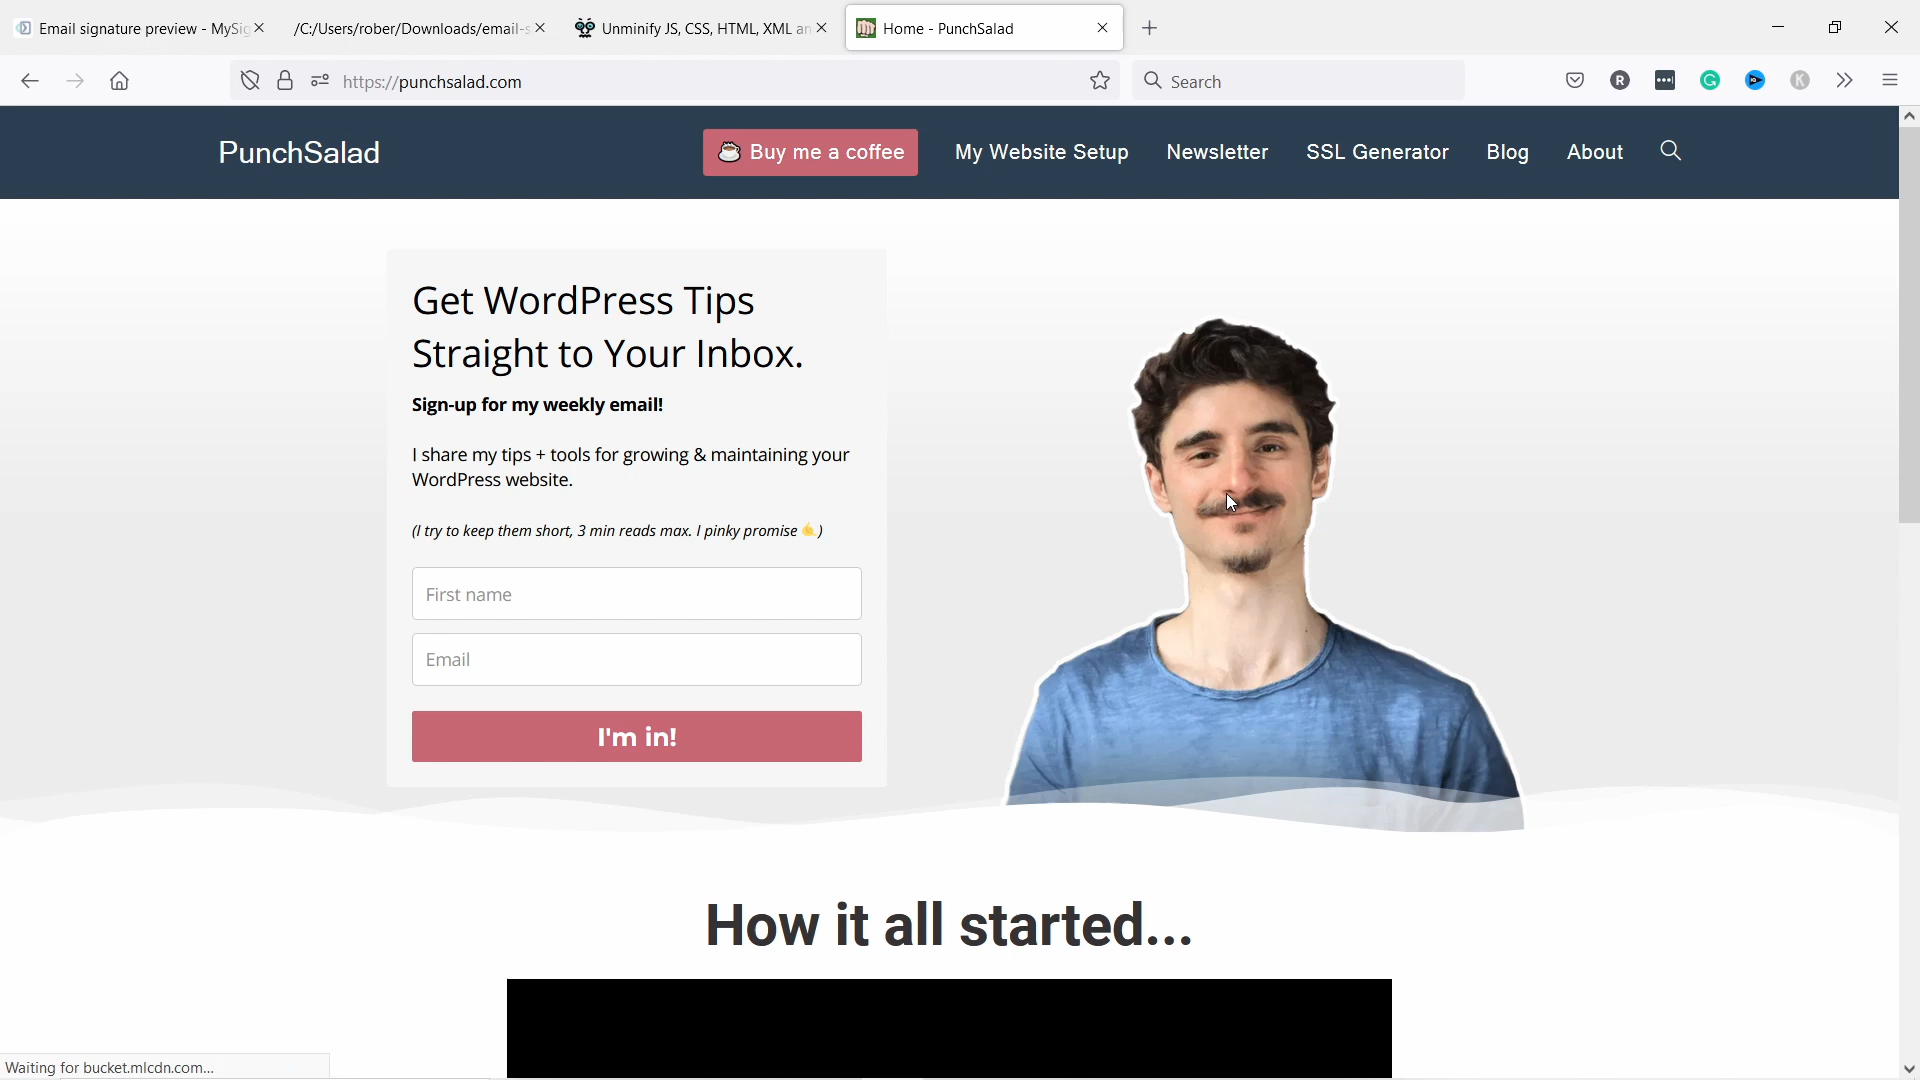 Email signature preview - MySig
/C:/Users/rober/Downloads/email-s
Unminify JS, CSS, HTML, XML an
Home - PunchSalad
https://punchsalad.com
Search
PunchSalad
Buy me a coffee
My Website Setup
Newsletter
SSL Generator
Blog
About
Get WordPress Tips
Straight to Your Inbox.
Sign-up for my weekly email!
I share my tips + tools for growing & maintaining your
WordPress website.
(I try to keep them short, 3 min reads max. I pinky promise 🤙)
First name
Email
I'm in!
How it all started...
Waiting for bucket.mlcdn.com...